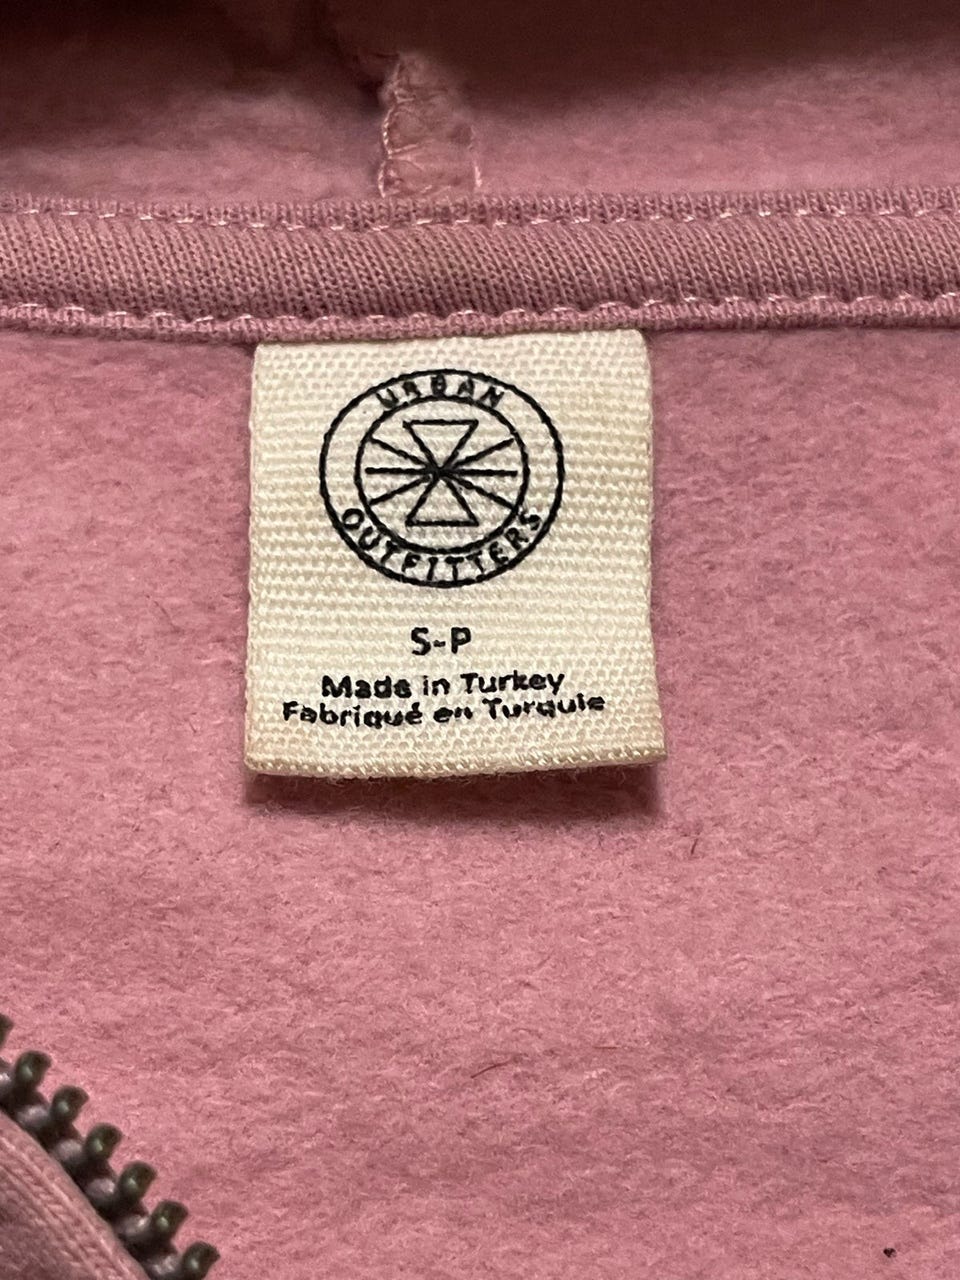 URBAN
OUTFITTERS
S-P
Made in Turkey
Fabriqué en Turquie